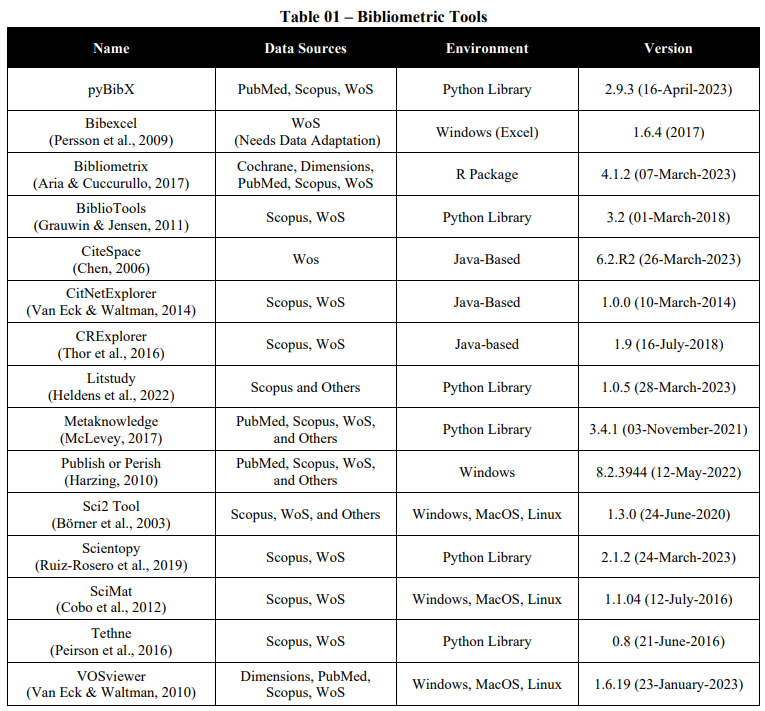 Table 01 – Bibliometric Tools
Name Data Sources Environment Version
pyBibX PubMed, Scopus, WoS Python Library 2.9.3 (16-April-2023)
Bibexcel
(Persson et al., 2009) WoS
(Needs Data Adaptation) Windows (Excel) 1.6.4 (2017)
Bibliometrix
(Aria & Cuccurullo, 2017) Cochrane, Dimensions,
PubMed, Scopus, WoS R Package 4.1.2 (07-March-2023)
BiblioTools
(Grauwin & Jensen, 2011) Scopus, WoS Python Library 3.2 (01-March-2018)
CiteSpace
(Chen, 2006) Wos Java-Based 6.2.R2 (26-March-2023)
CitNetExplorer
(Van Eck & Waltman, 2014) Scopus, WoS Java-Based 1.0.0 (10-March-2014)
CRExplorer
(Thor et al., 2016) Scopus, WoS Java-based 1.9 (16-July-2018)
Litstudy
(Heldens et al., 2022) Scopus and Others Python Library 1.0.5 (28-March-2023)
Metaknowledge
(McLevey, 2017) PubMed, Scopus, WoS,
and Others Python Library 3.4.1 (03-November-2021)
Publish or Perish
(Harzing, 2010) PubMed, Scopus, WoS,
and Others Windows 8.2.3944 (12-May-2022)
Sci2 Tool
(Börner et al., 2003) Scopus, WoS, and Others Windows, MacOS, Linux 1.3.0 (24-June-2020)
Scientopy
(Ruiz-Rosero et al., 2019) Scopus, WoS Python Library 2.1.2 (24-March-2023)
SciMat
(Cobo et al., 2012) Scopus, WoS Windows, MacOS, Linux 1.1.04 (12-July-2016)
Tethne
(Peirson et al., 2016) Scopus, WoS Python Library 0.8 (21-June-2016)
VOSviewer
(Van Eck & Waltman, 2010) Dimensions, PubMed,
Scopus, WoS Windows, MacOS, Linux 1.6.19 (23-January-2023)